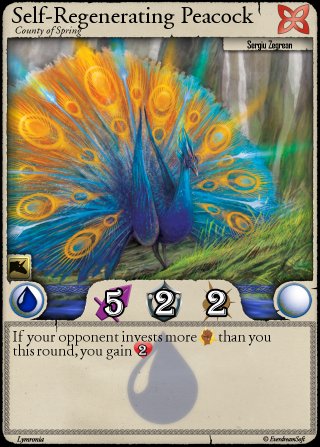 Self-Regenerating Peacock
County of Spring
Sergiu Zegrean
5 2 2
If your opponent invests more than you
this round, you gain 2
Lymronia
© EverdreamSoft